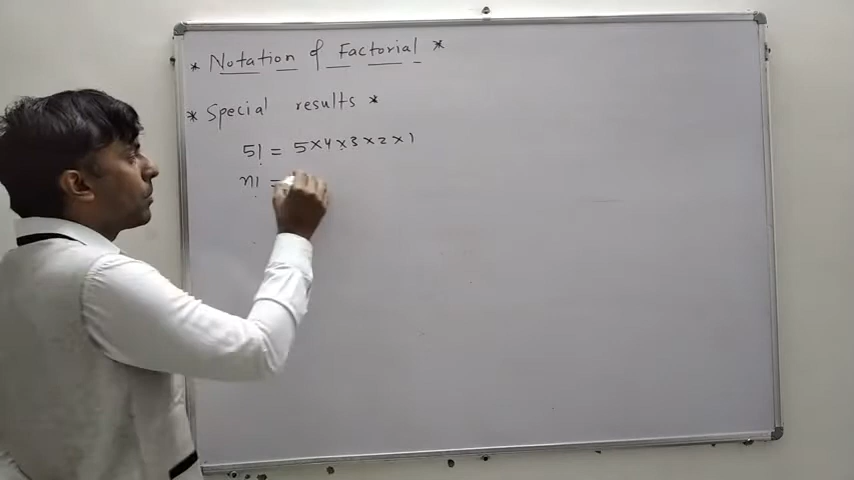 * Notation of Factorial *
* Special results *
5! = 5×4×3×2×1
n! =